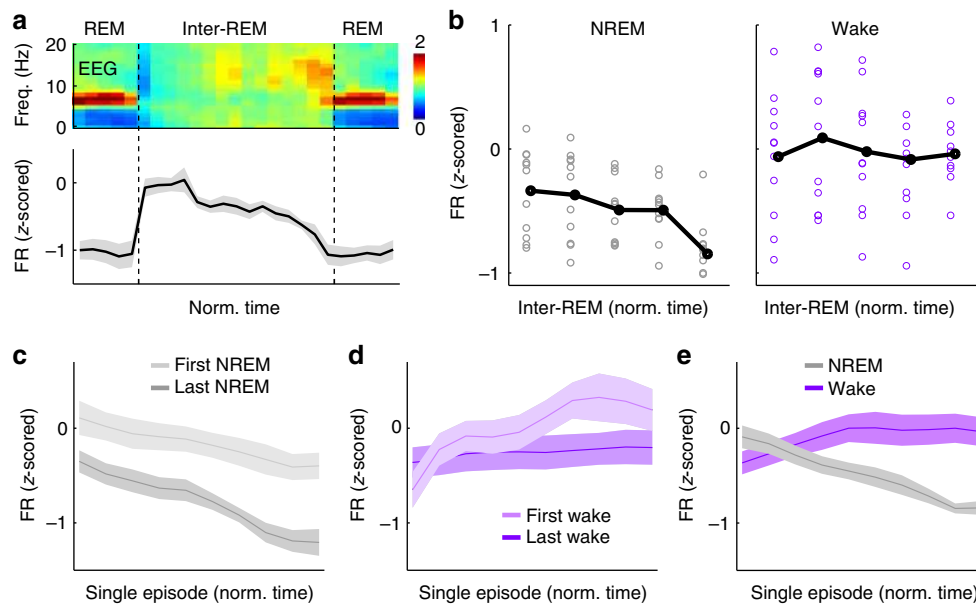 a
REM Inter-REM REM
Freq. (Hz)
20
10
0
EEG
2
0
FR (z-scored)
0
−1
Norm. time
b
NREM
Wake
FR (z-scored)
0
−1
Inter-REM (norm. time)
Inter-REM (norm. time)
c
First NREM
Last NREM
FR (z-scored)
0
−1
Single episode (norm. time)
d
FR (z-scored)
0
−1
First wake
Last wake
Single episode (norm. time)
e
NREM
Wake
FR (z-scored)
0
−1
Single episode (norm. time)